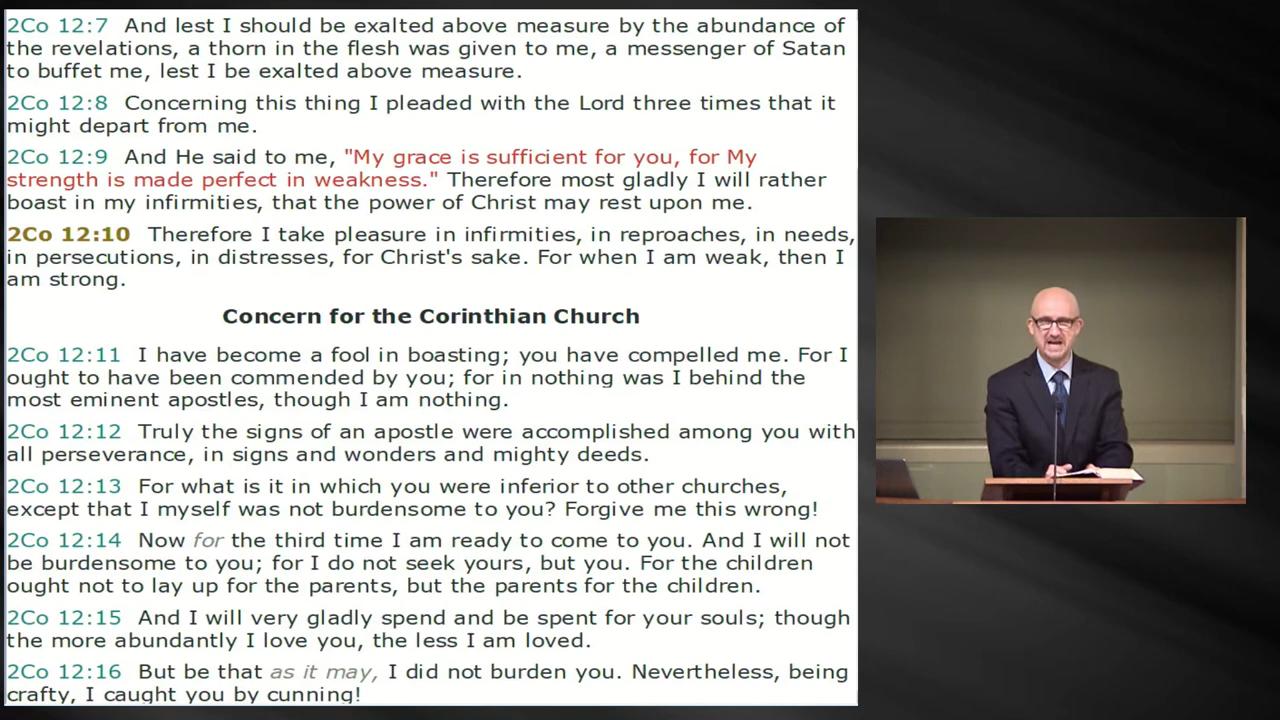 2Co 12:7 And lest I should be exalted above measure by the abundance of
the revelations, a thorn in the flesh was given to me, a messenger of Satan
to buffet me, lest I be exalted above measure.
2Co 12:8 Concerning this thing I pleaded with the Lord three times that it
might depart from me.
2Co 12:9 And He said to me, "My grace is sufficient for you, for My
strength is made perfect in weakness." Therefore most gladly I will rather
boast in my infirmities, that the power of Christ may rest upon me.
2Co 12:10 Therefore I take pleasure in infirmities, in reproaches, in needs,
in persecutions, in distresses, for Christ's sake. For when I am weak, then I
am strong.
Concern for the Corinthian Church
2Co 12:11 I have become a fool in boasting; you have compelled me. For I
ought to have been commended by you; for in nothing was I behind the
most eminent apostles, though I am nothing.
2Co 12:12 Truly the signs of an apostle were accomplished among you with
all perseverance, in signs and wonders and mighty deeds.
2Co 12:13 For what is it in which you were inferior to other churches,
except that I myself was not burdensome to you? Forgive me this wrong!
2Co 12:14 Now for the third time I am ready to come to you. And I will not
be burdensome to you; for I do not seek yours, but you. For the children
ought not to lay up for the parents, but the parents for the children.
2Co 12:15 And I will very gladly spend and be spent for your souls; though
the more abundantly I love you, the less I am loved.
2Co 12:16 But be that as it may, I did not burden you. Nevertheless, being
crafty, I caught you by cunning!